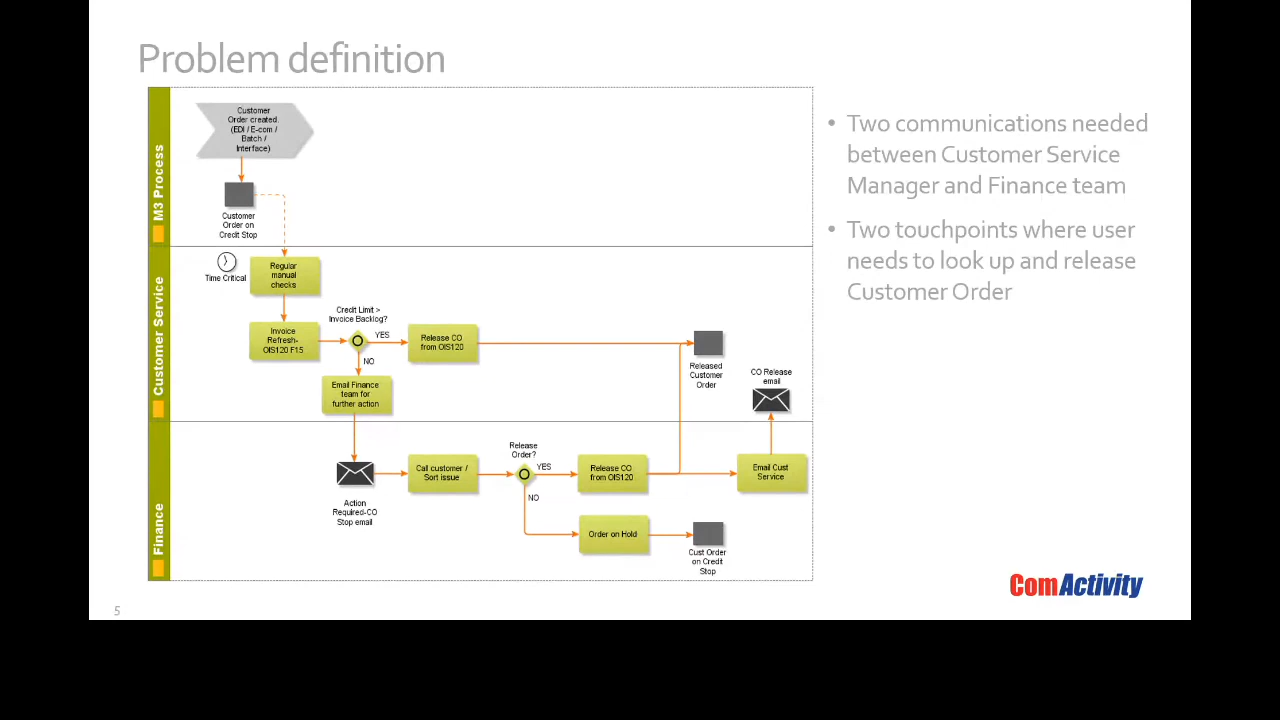 Problem definition
M3 Process
Customer
Order created.
(EDI / E-com /
Batch /
Interface)
Customer
Order on
Credit Stop
Customer Service
Time Critical
Regular
manual
checks
Invoice
Refresh-
OIS120 F15
Credit Limit >
Invoice Backlog?
YES
NO
Release CO
from OIS120
Email Finance
team for
further action
Released
Customer
Order
CO Release
email
Finance
Action
Required-CO
Stop email
Call customer /
Sort issue
Release
Order?
YES
NO
Release CO
from OIS120
Email Cust
Service
Order on Hold
Cust Order
on Credit
Stop
• Two communications needed
between Customer Service
Manager and Finance team
• Two touchpoints where user
needs to look up and release
Customer Order
5
ComActivity